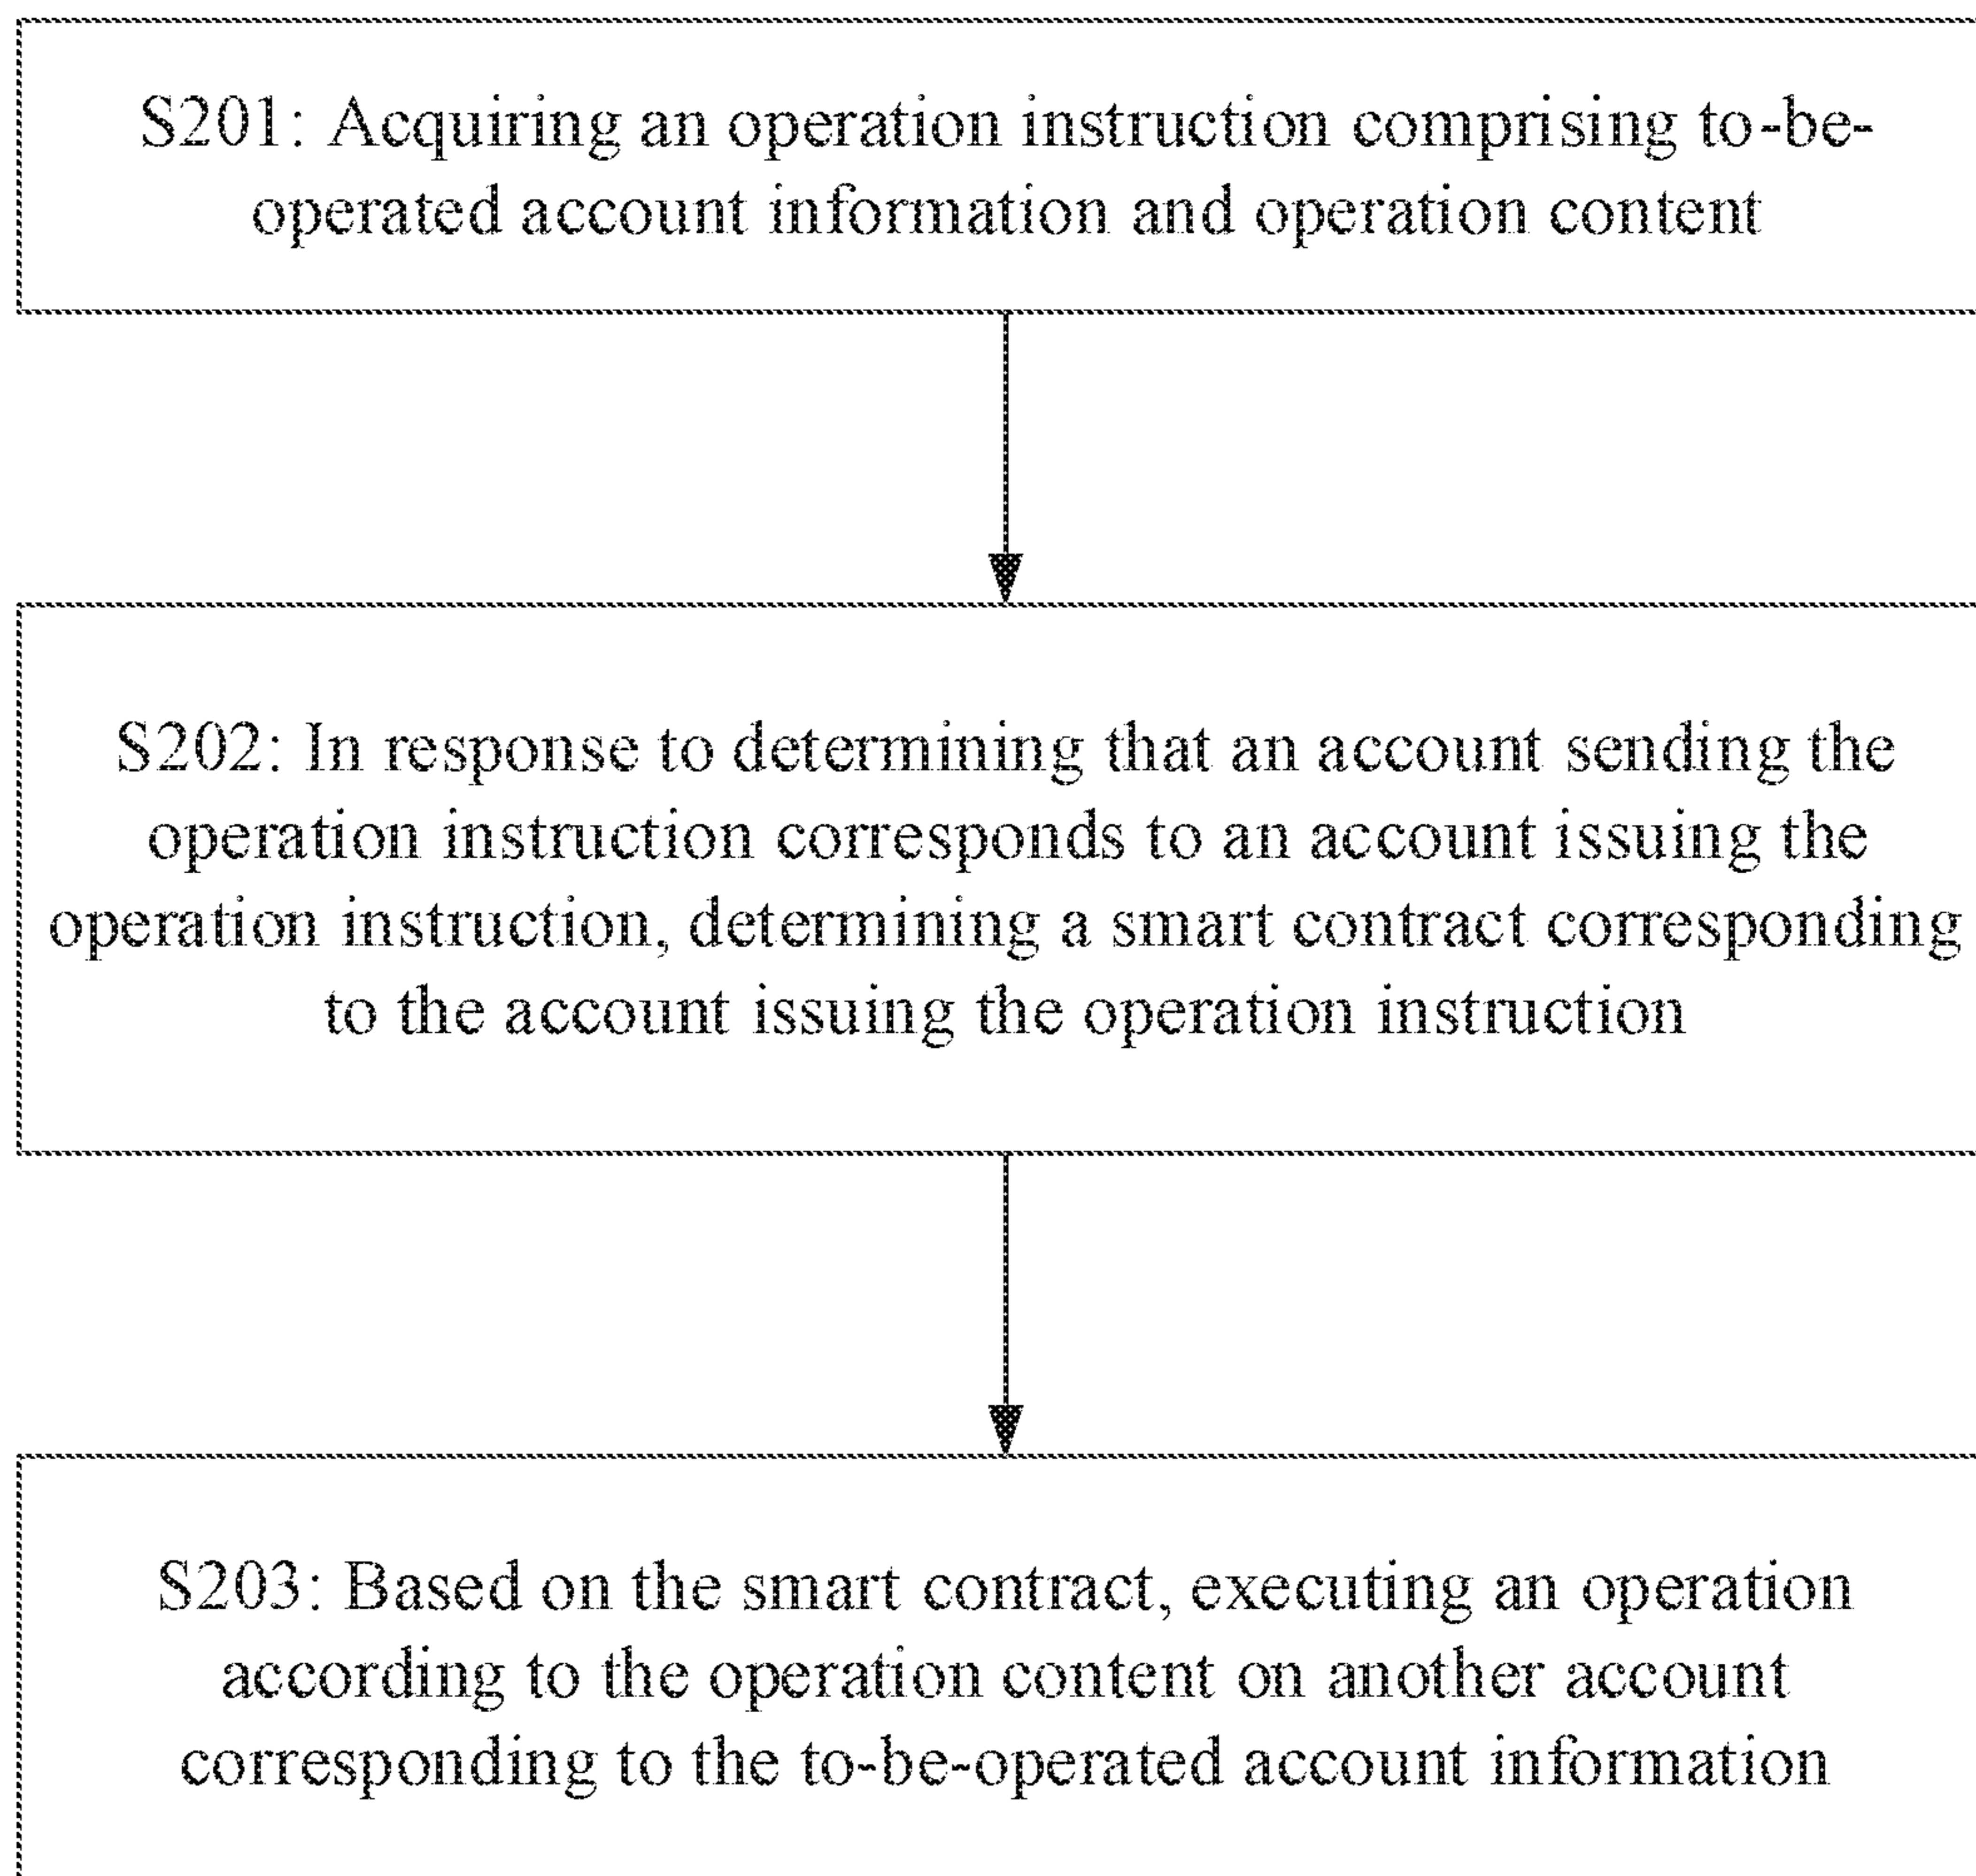 S201: Acquiring an operation instruction comprising to-be-
operated account information and operation content
S202: In response to determining that an account sending the
operation instruction corresponds to an account issuing the
operation instruction, determining a smart contract corresponding
to the account issuing the operation instruction
S203: Based on the smart contract, executing an operation
according to the operation content on another account
corresponding to the to-be-operated account information